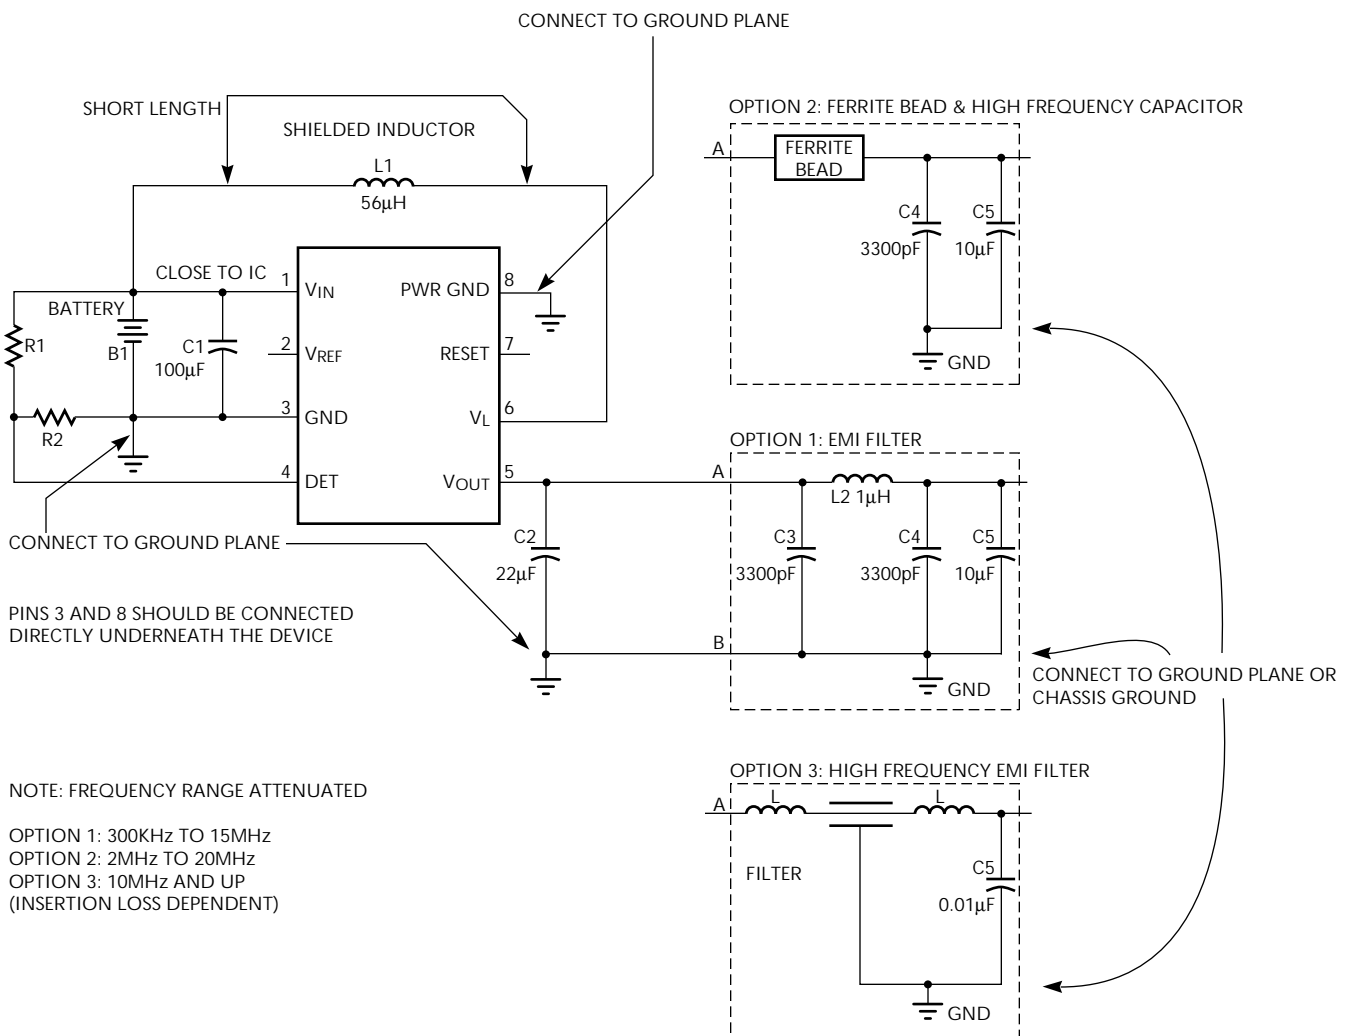 CONNECT TO GROUND PLANE
SHORT LENGTH
SHIELDED INDUCTOR
L1
56µH
CLOSE TO IC
BATTERY
B1
C1
100µF
R1
R2
1
VIN
2
VREF
3
GND
4
DET
PWR GND
8
RESET
7
VL
6
VOUT
5
C2
22µF
CONNECT TO GROUND PLANE
PINS 3 AND 8 SHOULD BE CONNECTED
DIRECTLY UNDERNEATH THE DEVICE
OPTION 2: FERRITE BEAD & HIGH FREQUENCY CAPACITOR
A
FERRITE
BEAD
C4
3300pF
C5
10µF
GND
OPTION 1: EMI FILTER
A
L2 1µH
C3
3300pF
C4
3300pF
C5
10µF
B
GND
CONNECT TO GROUND PLANE OR
CHASSIS GROUND
OPTION 3: HIGH FREQUENCY EMI FILTER
A
L
L
FILTER
C5
0.01µF
GND
NOTE: FREQUENCY RANGE ATTENUATED
OPTION 1: 300KHz TO 15MHz
OPTION 2: 2MHz TO 20MHz
OPTION 3: 10MHz AND UP
(INSERTION LOSS DEPENDENT)